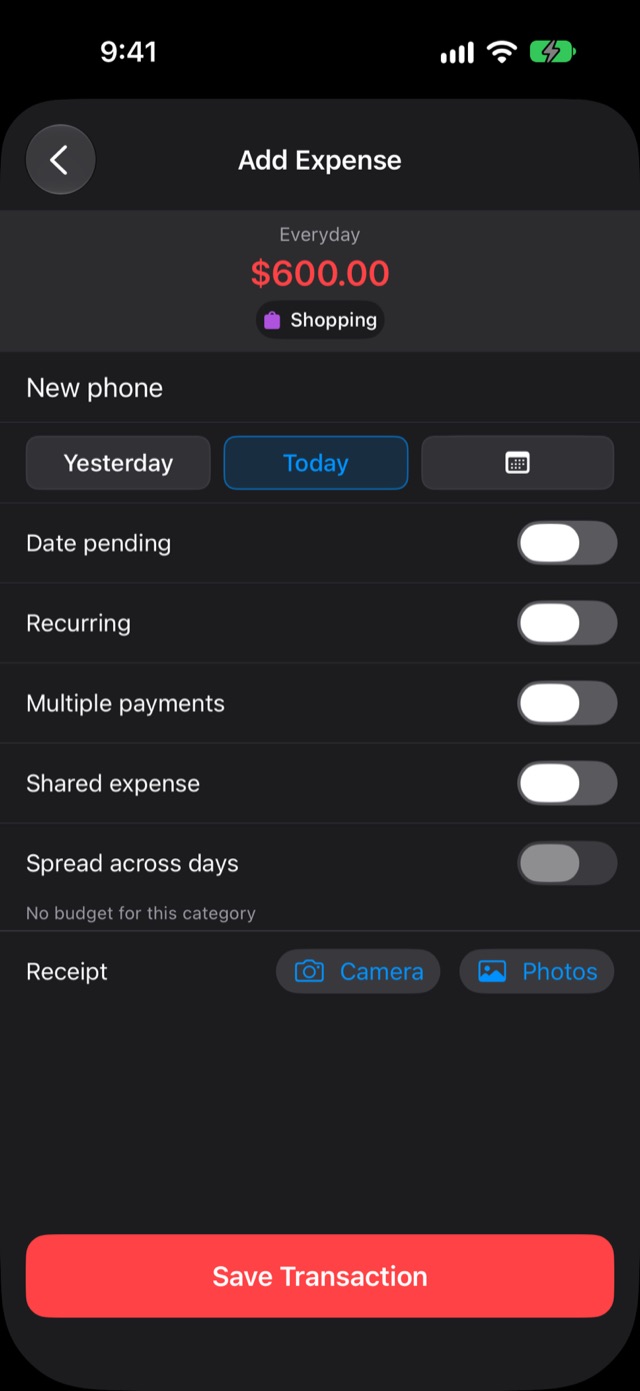 9:41
Add Expense
Everyday
$600.00
Shopping
New phone
Yesterday Today
Date pending
Recurring
Multiple payments
Shared expense
Spread across days
No budget for this category
Receipt Camera Photos
Save Transaction